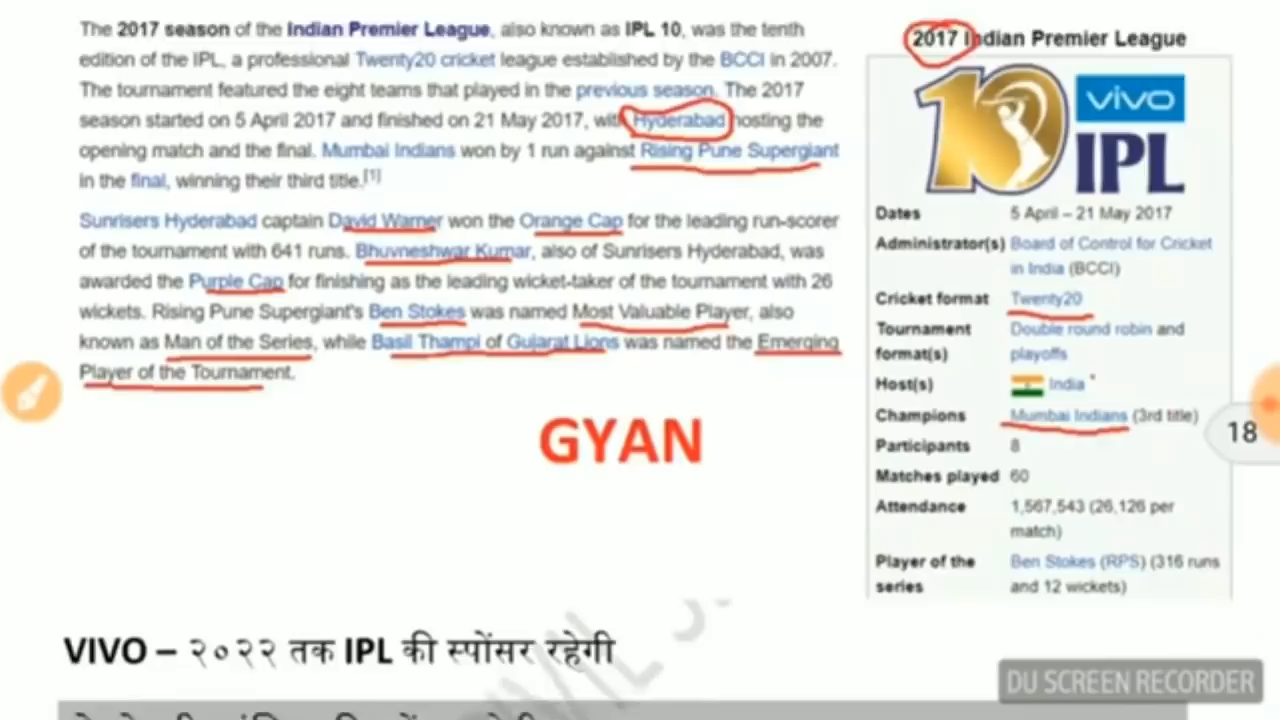 The 2017 season of the Indian Premier League, also known as IPL 10, was the tenth
edition of the IPL, a professional Twenty20 cricket league established by the BCCI in 2007.
The tournament featured the eight teams that played in the previous season. The 2017
season started on 5 April 2017 and finished on 21 May 2017, with Hyderabad hosting the
opening match and the final. Mumbai Indians won by 1 run against Rising Pune Supergiant
in the final, winning their third title.[1]
Sunrisers Hyderabad captain David Warner won the Orange Cap for the leading run-scorer
of the tournament with 641 runs. Bhuvneshwar Kumar, also of Sunrisers Hyderabad, was
awarded the Purple Cap for finishing as the leading wicket-taker of the tournament with 26
wickets. Rising Pune Supergiant's Ben Stokes was named Most Valuable Player, also
known as Man of the Series, while Basil Thampi of Gujarat Lions was named the Emerging
Player of the Tournament.
GYAN
2017 Indian Premier League
10 vivo
IPL
Dates 5 April – 21 May 2017
Administrator(s) Board of Control for Cricket
in India (BCCI)
Cricket format Twenty20
Tournament Double round robin and
format(s) playoffs
Host(s) India
Champions Mumbai Indians (3rd title)
Participants 8
Matches played 60
Attendance 1,567,543 (26,126 per
match)
Player of the Ben Stokes (RPS) (316 runs
series and 12 wickets)
18
VIVO – २०२२ तक IPL की स्पोंसर रहेगी
DU SCREEN RECORDER